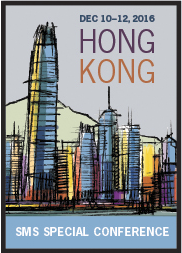 DEC 10–12, 2016
HONG
KONG
SMS SPECIAL CONFERENCE